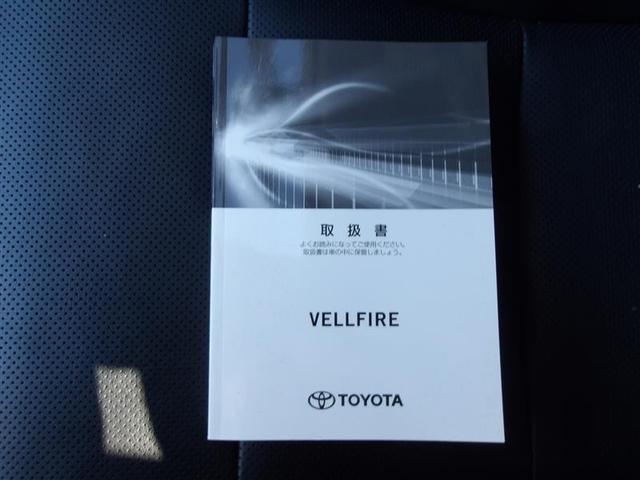 取扱書
よくお読みになってご使用ください。
取扱書は車の中に保管しましょう。
VELLFIRE
TOYOTA